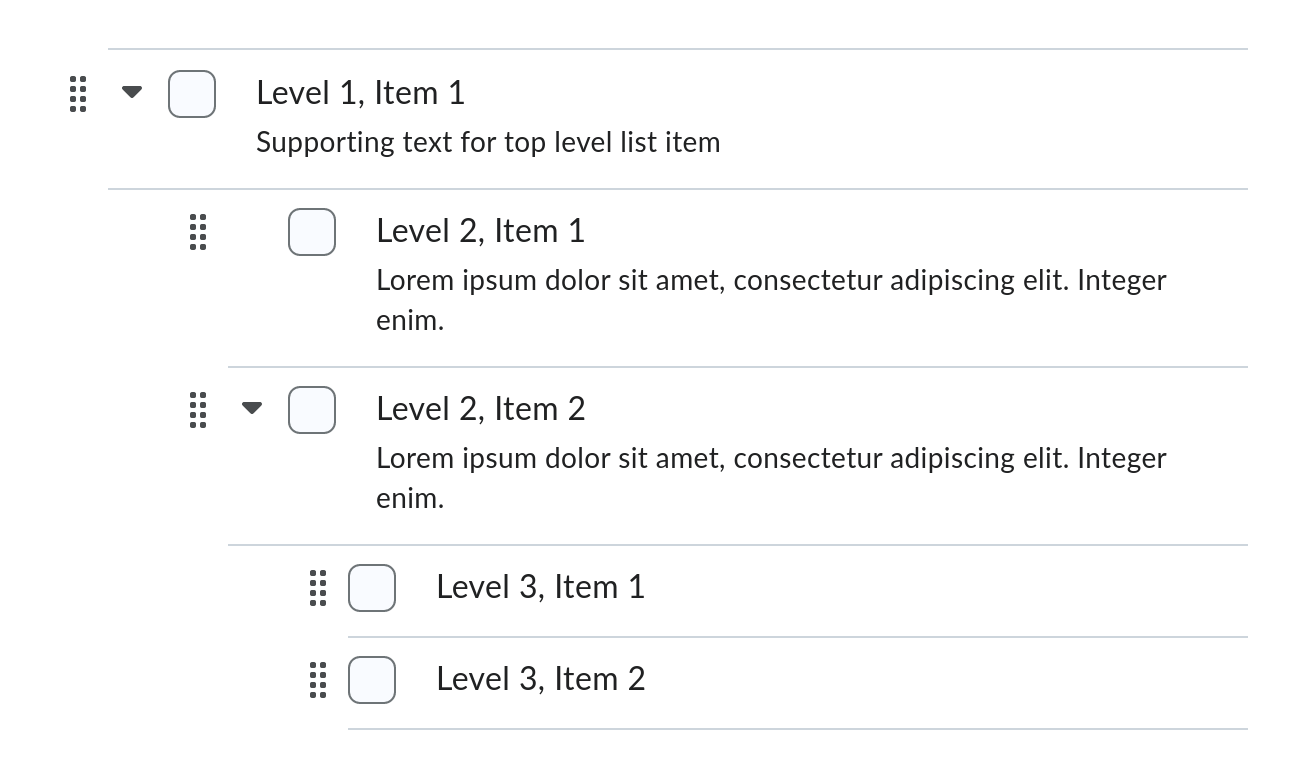 Level 1, Item 1
Supporting text for top level list item
Level 2, Item 1
Lorem ipsum dolor sit amet, consectetur adipiscing elit. Integer
enim.
Level 2, Item 2
Lorem ipsum dolor sit amet, consectetur adipiscing elit. Integer
enim.
Level 3, Item 1
Level 3, Item 2